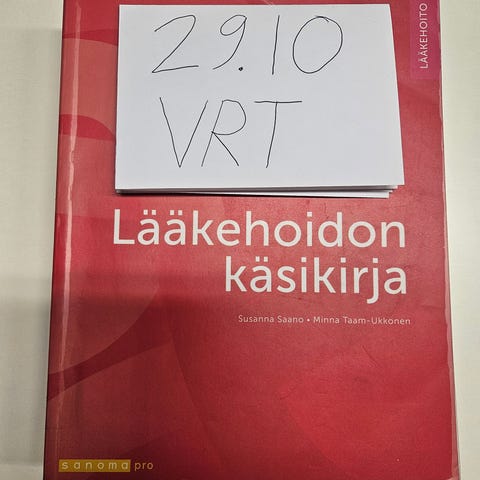 29.10
VRT
LÄÄKEHOITO
Lääkehoidon
käsikirja
Susanna Saano • Minna Taam-Ukkonen
sanoma pro